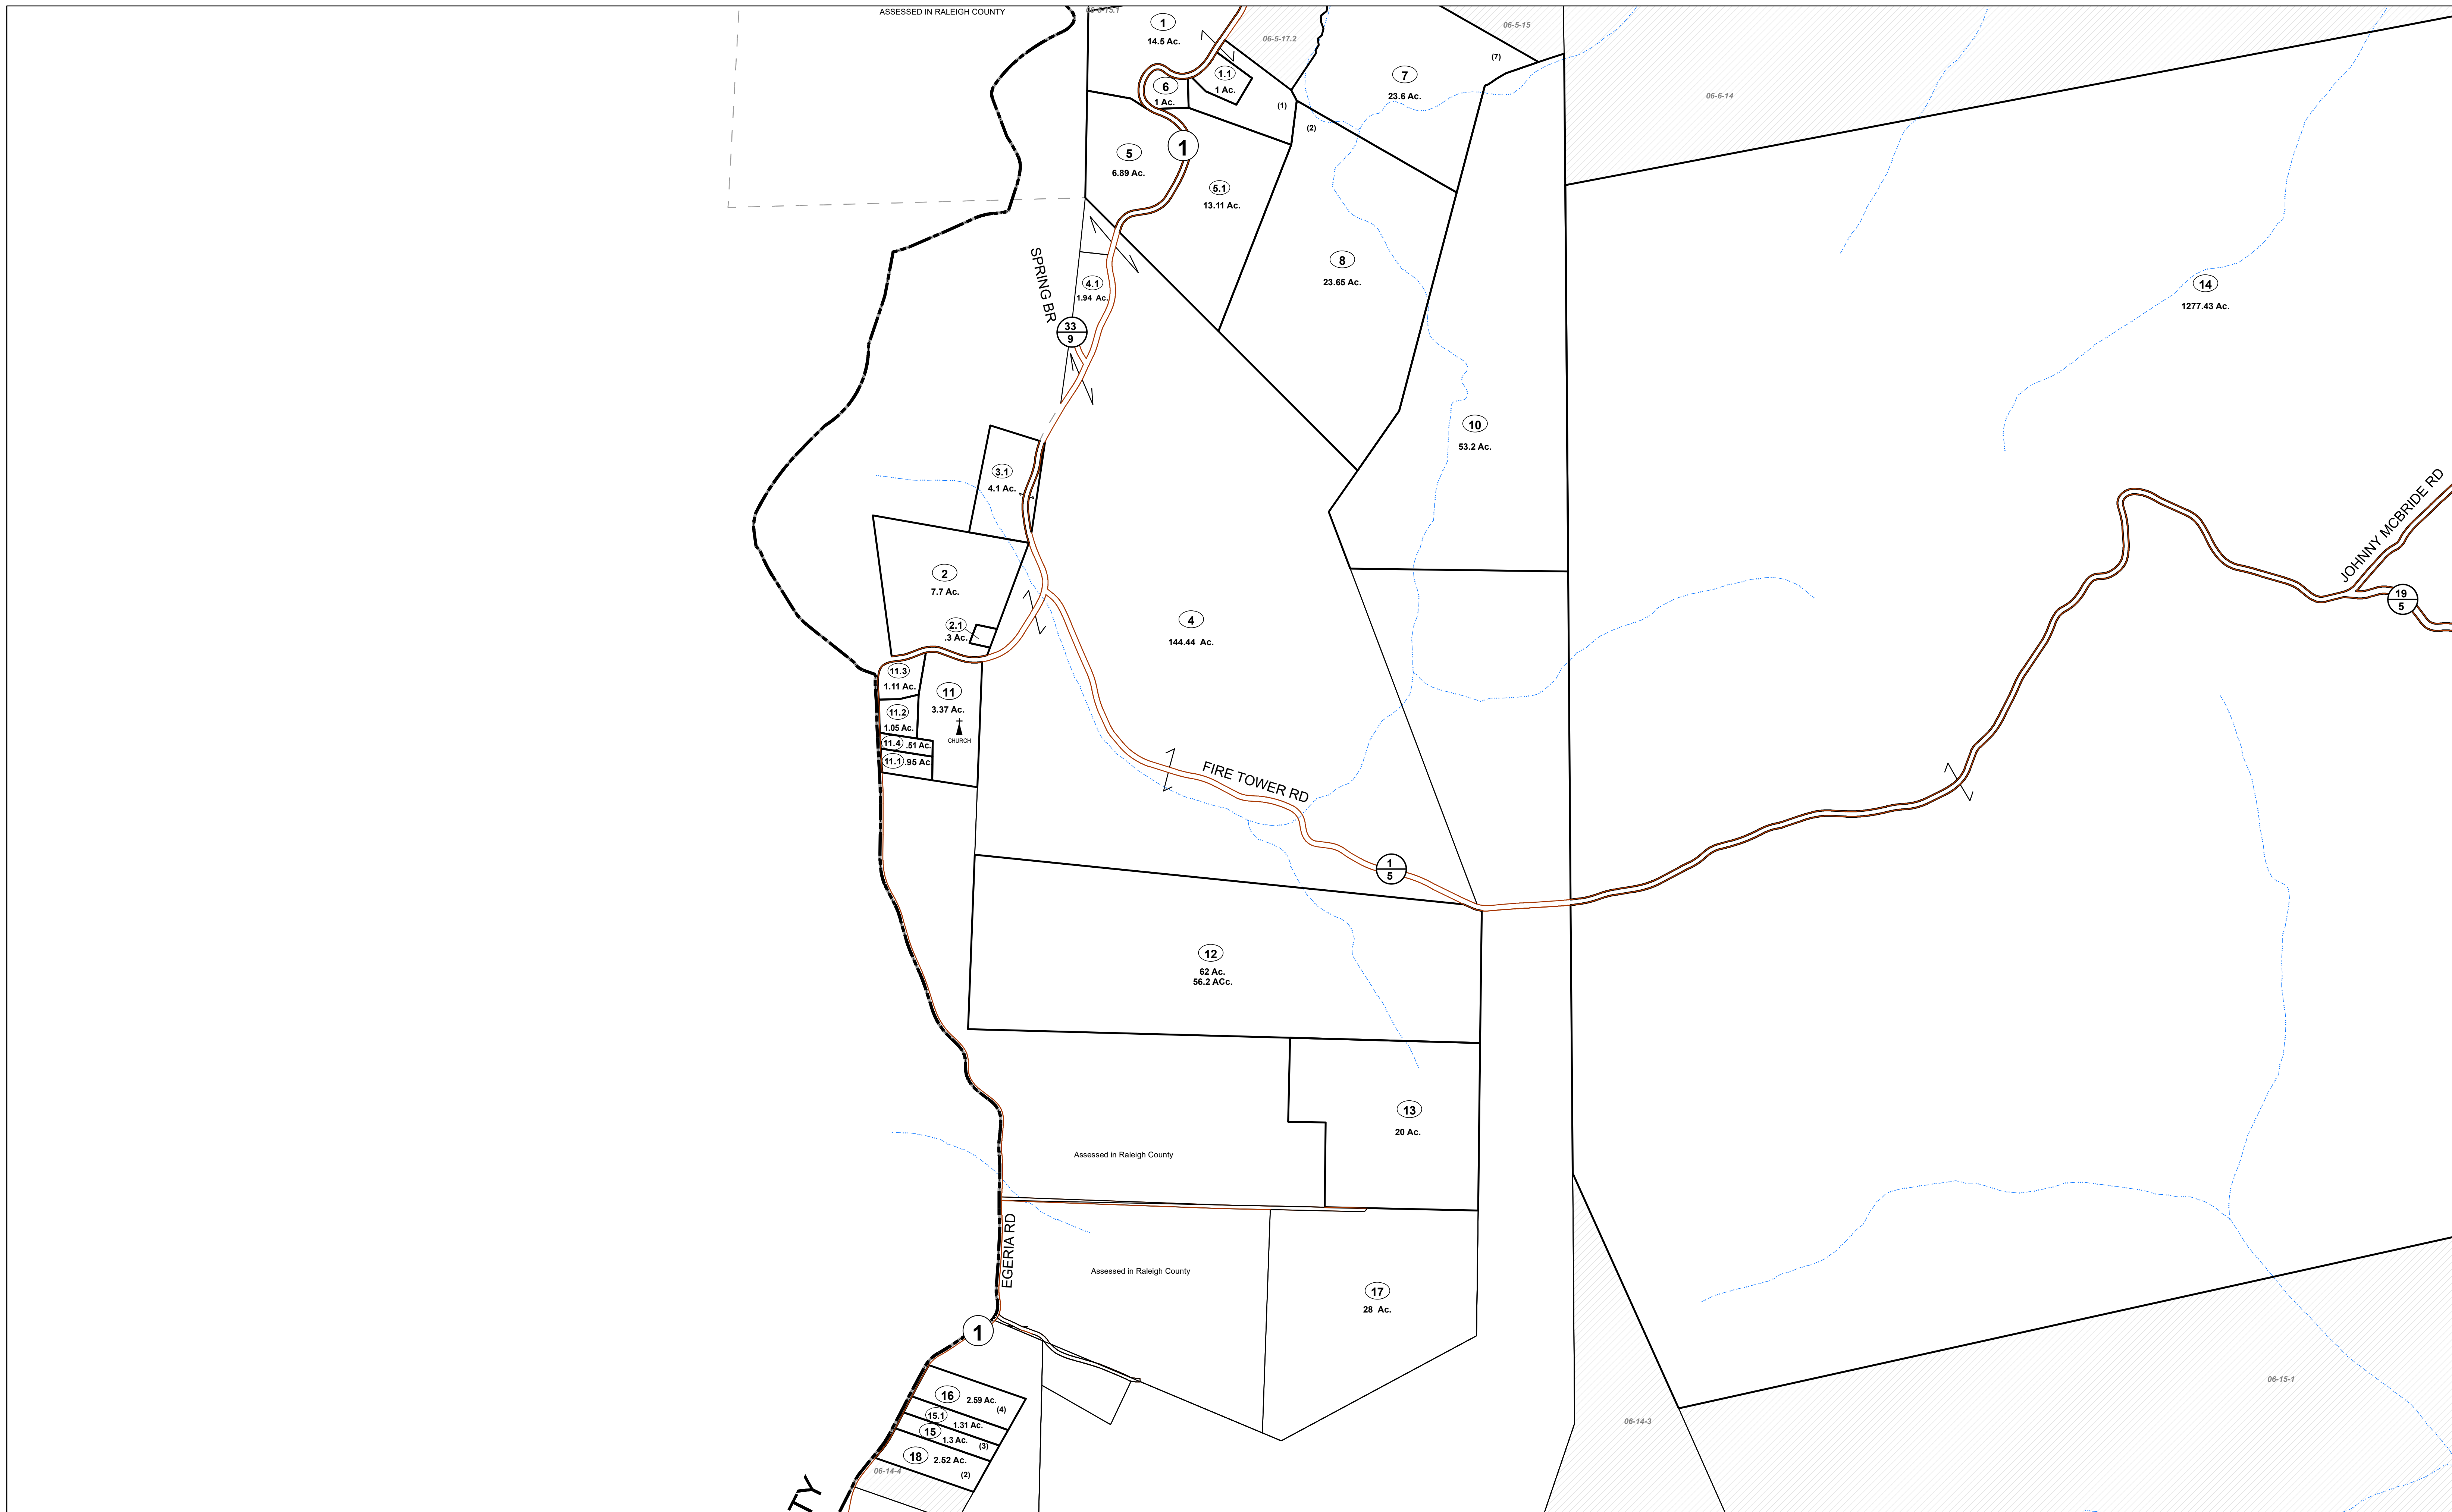 ASSESSED IN RALEIGH COUNTY
06-5-15.1
1
14.5 Ac.
06-5-17.2
06-5-15
(7)
7
23.6 Ac.
1.1
1 Ac.
6
1 Ac.
(1)
(2)
06-6-14
1
5
6.89 Ac.
5.1
13.11 Ac.
8
23.65 Ac.
SPRING BR
4.1
1.94 Ac.
33
9
14
1277.43 Ac.
10
53.2 Ac.
3.1
4.1 Ac.
JOHNNY MCBRIDE RD
19
5
2
7.7 Ac.
2.1
.3 Ac.
4
144.44 Ac.
11.3
1.11 Ac.
11
3.37 Ac.
CHURCH
11.2
1.05 Ac.
11.4 .51 Ac.
11.1 .95 Ac.
FIRE TOWER RD
1
5
12
62 Ac.
56.2 ACc.
13
20 Ac.
Assessed in Raleigh County
EGERIA RD
Assessed in Raleigh County
17
28 Ac.
1
16
2.59 Ac.
(4)
15.1
1.31 Ac.
15
1.3 Ac.
(3)
18
2.52 Ac.
(2)
06-14-4
06-14-3
06-15-1
TY